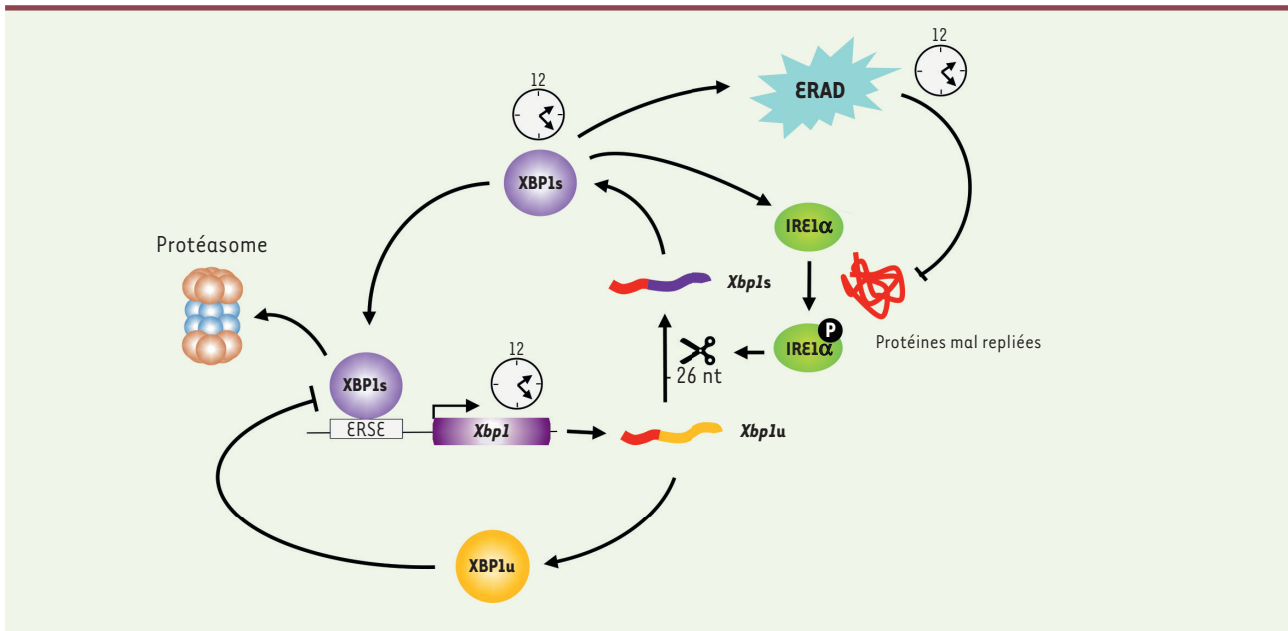 12
ERAD
12
XBP1s
IRE1α
Protéasome
Xbp1s
P
IRE1α
Protéines mal repliées
12
26 nt
XBP1s
ERSE
Xbp1
Xbp1u
XBP1u